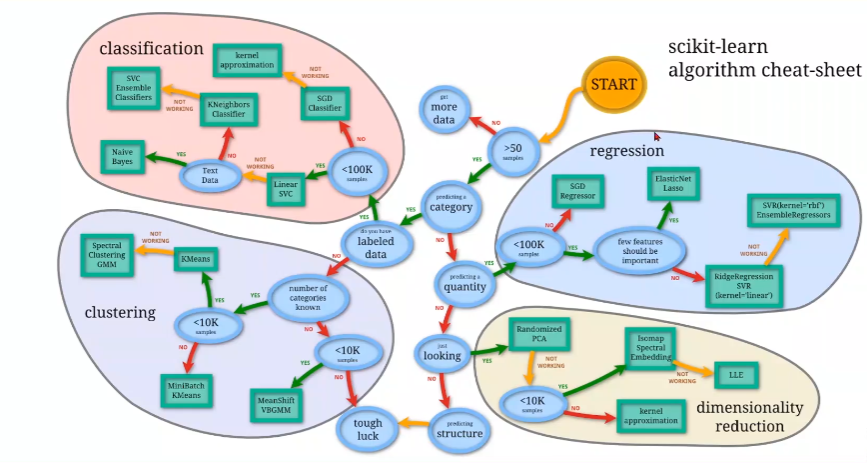 scikit-learn
algorithm cheat-sheet
START
classification
kernel
approximation
NOT
WORKING
SVC
Ensemble
Classifiers
NOT
WORKING
KNeighbors
Classifier
SGD
Classifier
NO
Naive
Bayes
YES
Text
Data
NO
NOT
WORKING
Linear
SVC
YES
<100K
samples
YES
get
more
data
NO
>50
samples
YES
predicting a
category
YES
NO
do you have
labeled
data
NO
predicting a
quantity
YES
NO
just
looking
YES
NO
predicting
structure
tough
luck
regression
SGD
Regressor
NO
<100K
samples
YES
ElasticNet
Lasso
YES
few features
should be
important
NO
SVR(kernel='rbf')
EnsembleRegressors
NOT
WORKING
RidgeRegression
SVR
(kernel='linear')
clustering
Spectral
Clustering
GMM
NOT
WORKING
KMeans
YES
number of
categories
known
YES
NO
<10K
samples
NO
MiniBatch
KMeans
<10K
samples
YES
NO
MeanShift
VBGMM
Randomized
PCA
NOT
WORKING
<10K
samples
YES
NO
Isomap
Spectral
Embedding
NOT
WORKING
LLE
kernel
approximation
dimensionality
reduction